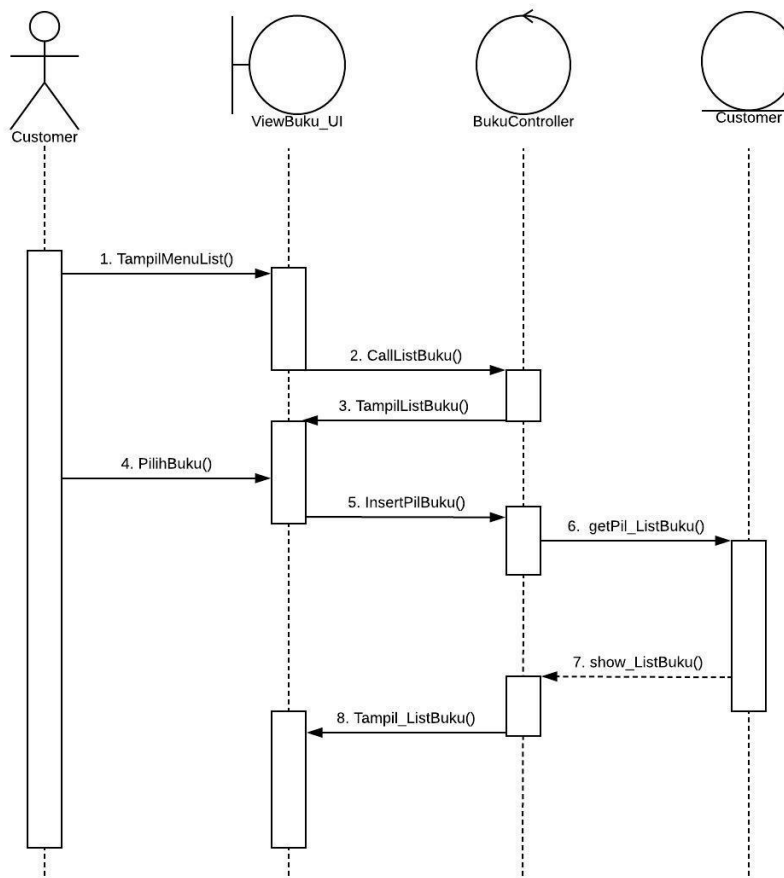 Customer
ViewBuku_UI
BukuController
Customer
1. TampilMenuList()
2. CallListBuku()
3. TampilListBuku()
4. PilihBuku()
5. InsertPilBuku()
6. getPil_ListBuku()
7. show_ListBuku()
8. Tampil_ListBuku()